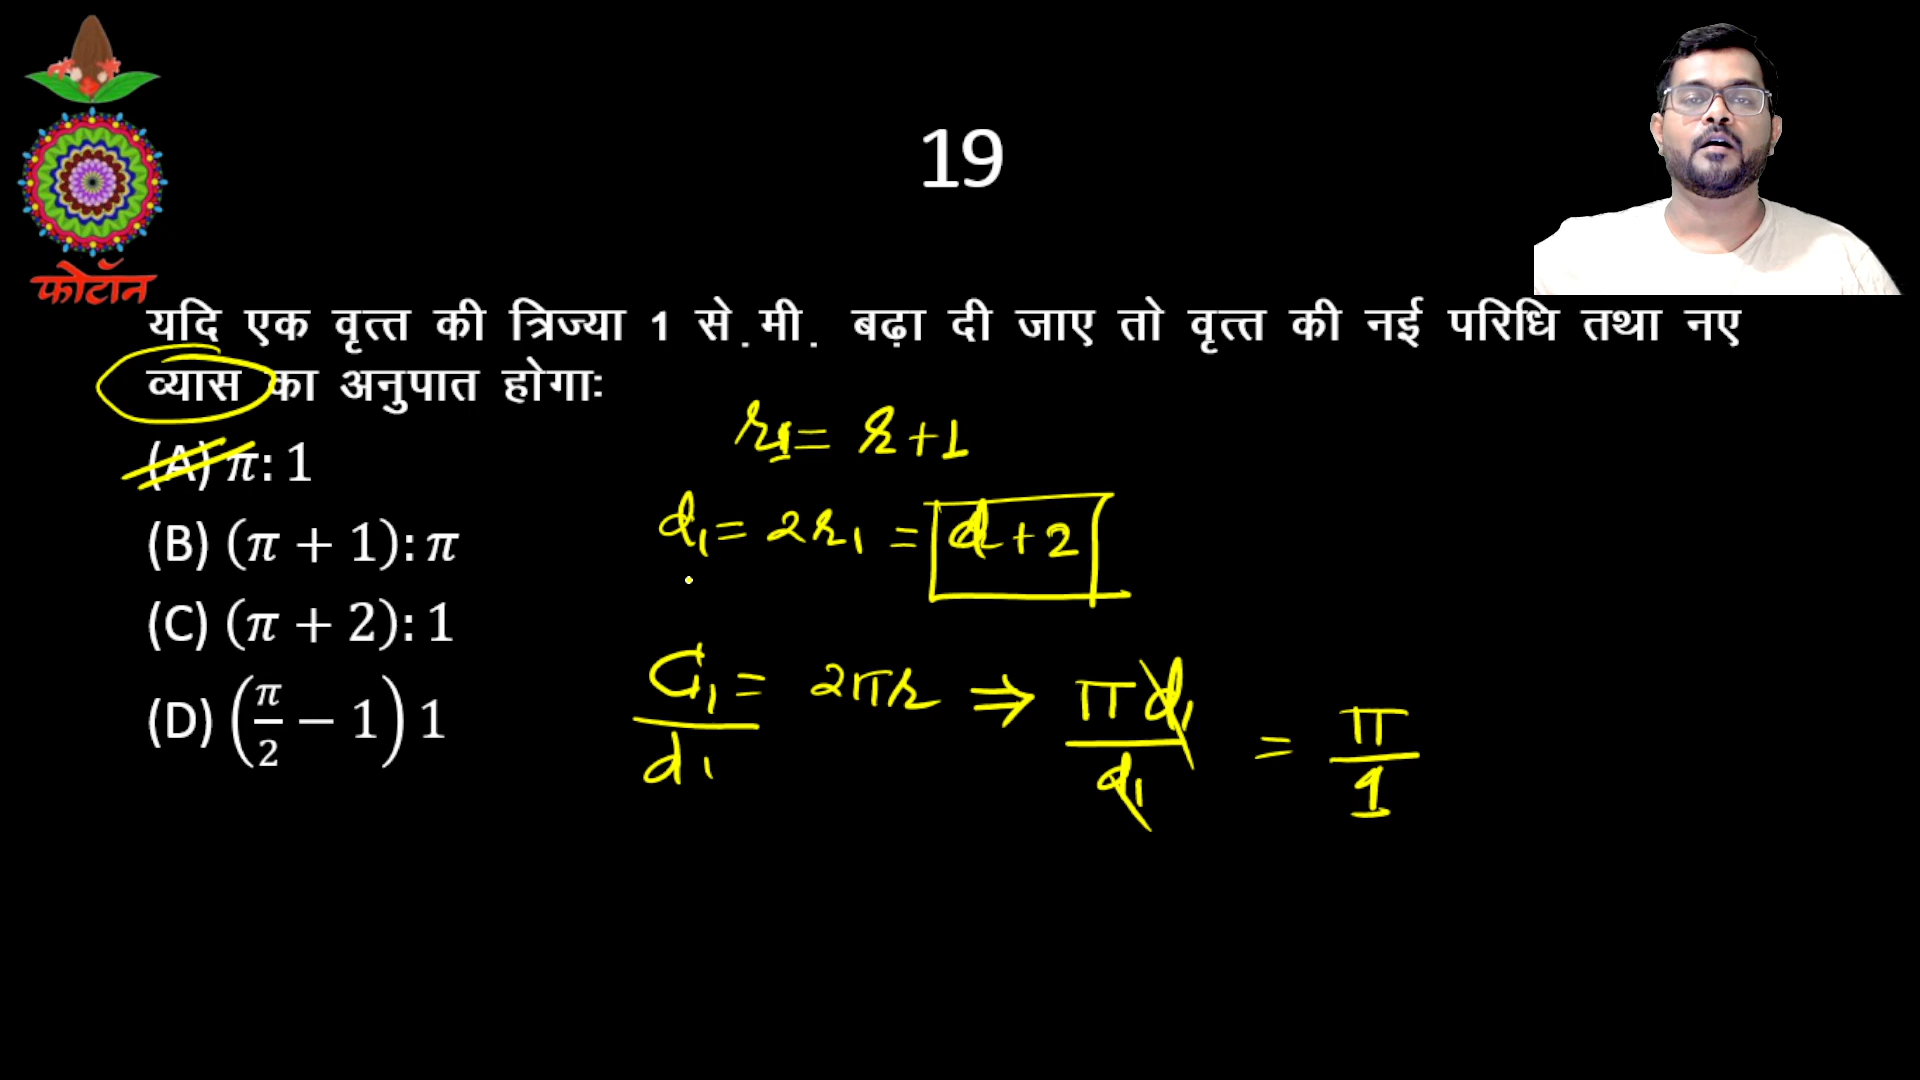 फोटॉन
19
यदि एक वृत्त की त्रिज्या 1 से.मी. बढ़ा दी जाए तो वृत्त की नई परिधि तथा नए
व्यास का अनुपात होगाः
(A) π: 1
(B) (π + 1): π
(C) (π + 2): 1
(D) (π/2 − 1) 1
r₁ = r + 1
d₁ = 2r₁ = d + 2
C₁/d₁ = 2πr ⇒ πd₁/d₁ = π/1